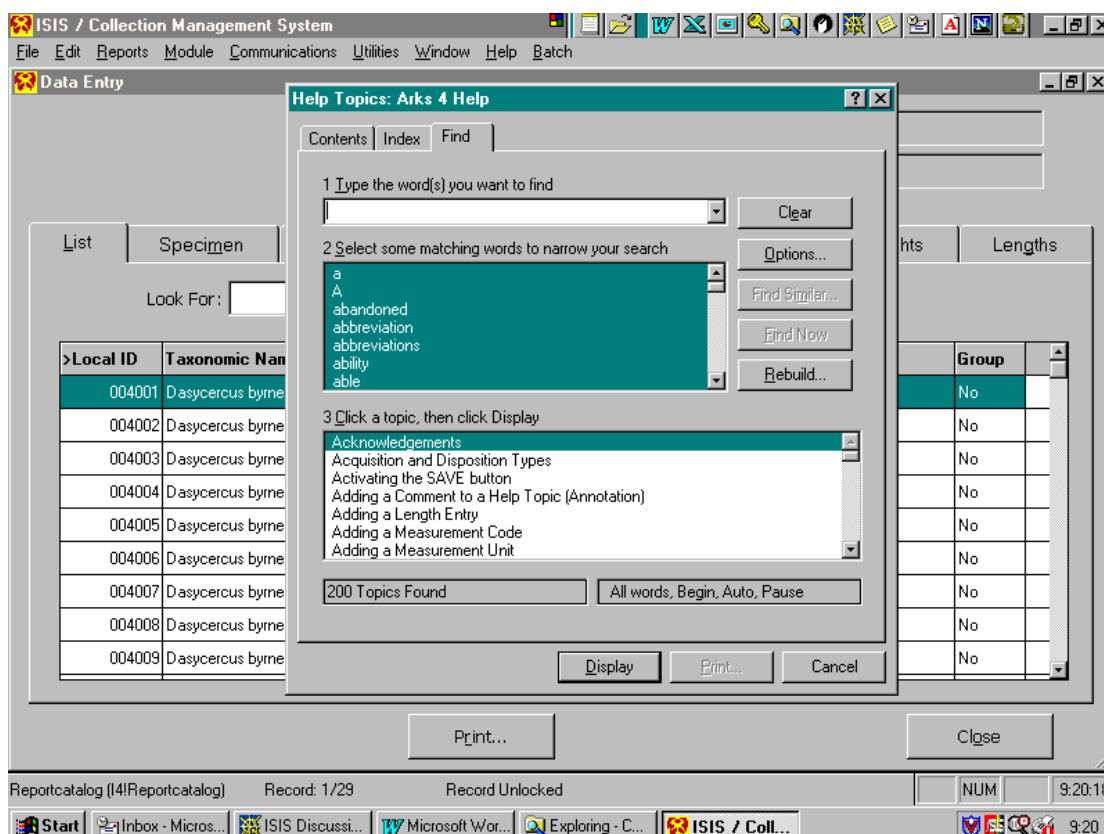 ISIS / Collection Management System
File Edit Reports Module Communications Utilities Window Help Batch
Data Entry
Help Topics: Arks 4 Help
Contents Index Find
1 Type the word(s) you want to find
Clear
2 Select some matching words to narrow your search
Options...
a
A
abandoned
abbreviation
abbreviations
ability
able
Find Similar...
Find Now
Rebuild...
3 Click a topic, then click Display
Acknowledgements
Acquisition and Disposition Types
Activating the SAVE button
Adding a Comment to a Help Topic (Annotation)
Adding a Length Entry
Adding a Measurement Code
Adding a Measurement Unit
200 Topics Found All words, Begin, Auto, Pause
Display Print... Cancel
List Specimen hts Lengths
Look For:
>Local ID Taxonomic Nam Group
004001 Dasycercus byrne No
004002 Dasycercus byrne No
004003 Dasycercus byrne No
004004 Dasycercus byrne No
004005 Dasycercus byrne No
004006 Dasycercus byrne No
004007 Dasycercus byrne No
004008 Dasycercus byrne No
004009 Dasycercus byrne No
Print... Close
Reportcatalog (I4!Reportcatalog) Record: 1/29 Record Unlocked NUM 9:20:18
Start Inbox - Micros... ISIS Discussi... Microsoft Wor... Exploring - C... ISIS / Coll... 9:20